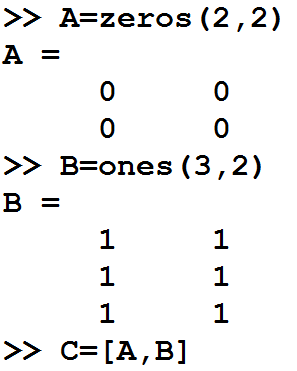 >> A=zeros(2,2)
A =
0 0
0 0
>> B=ones(3,2)
B =
1 1
1 1
1 1
>> C=[A,B]